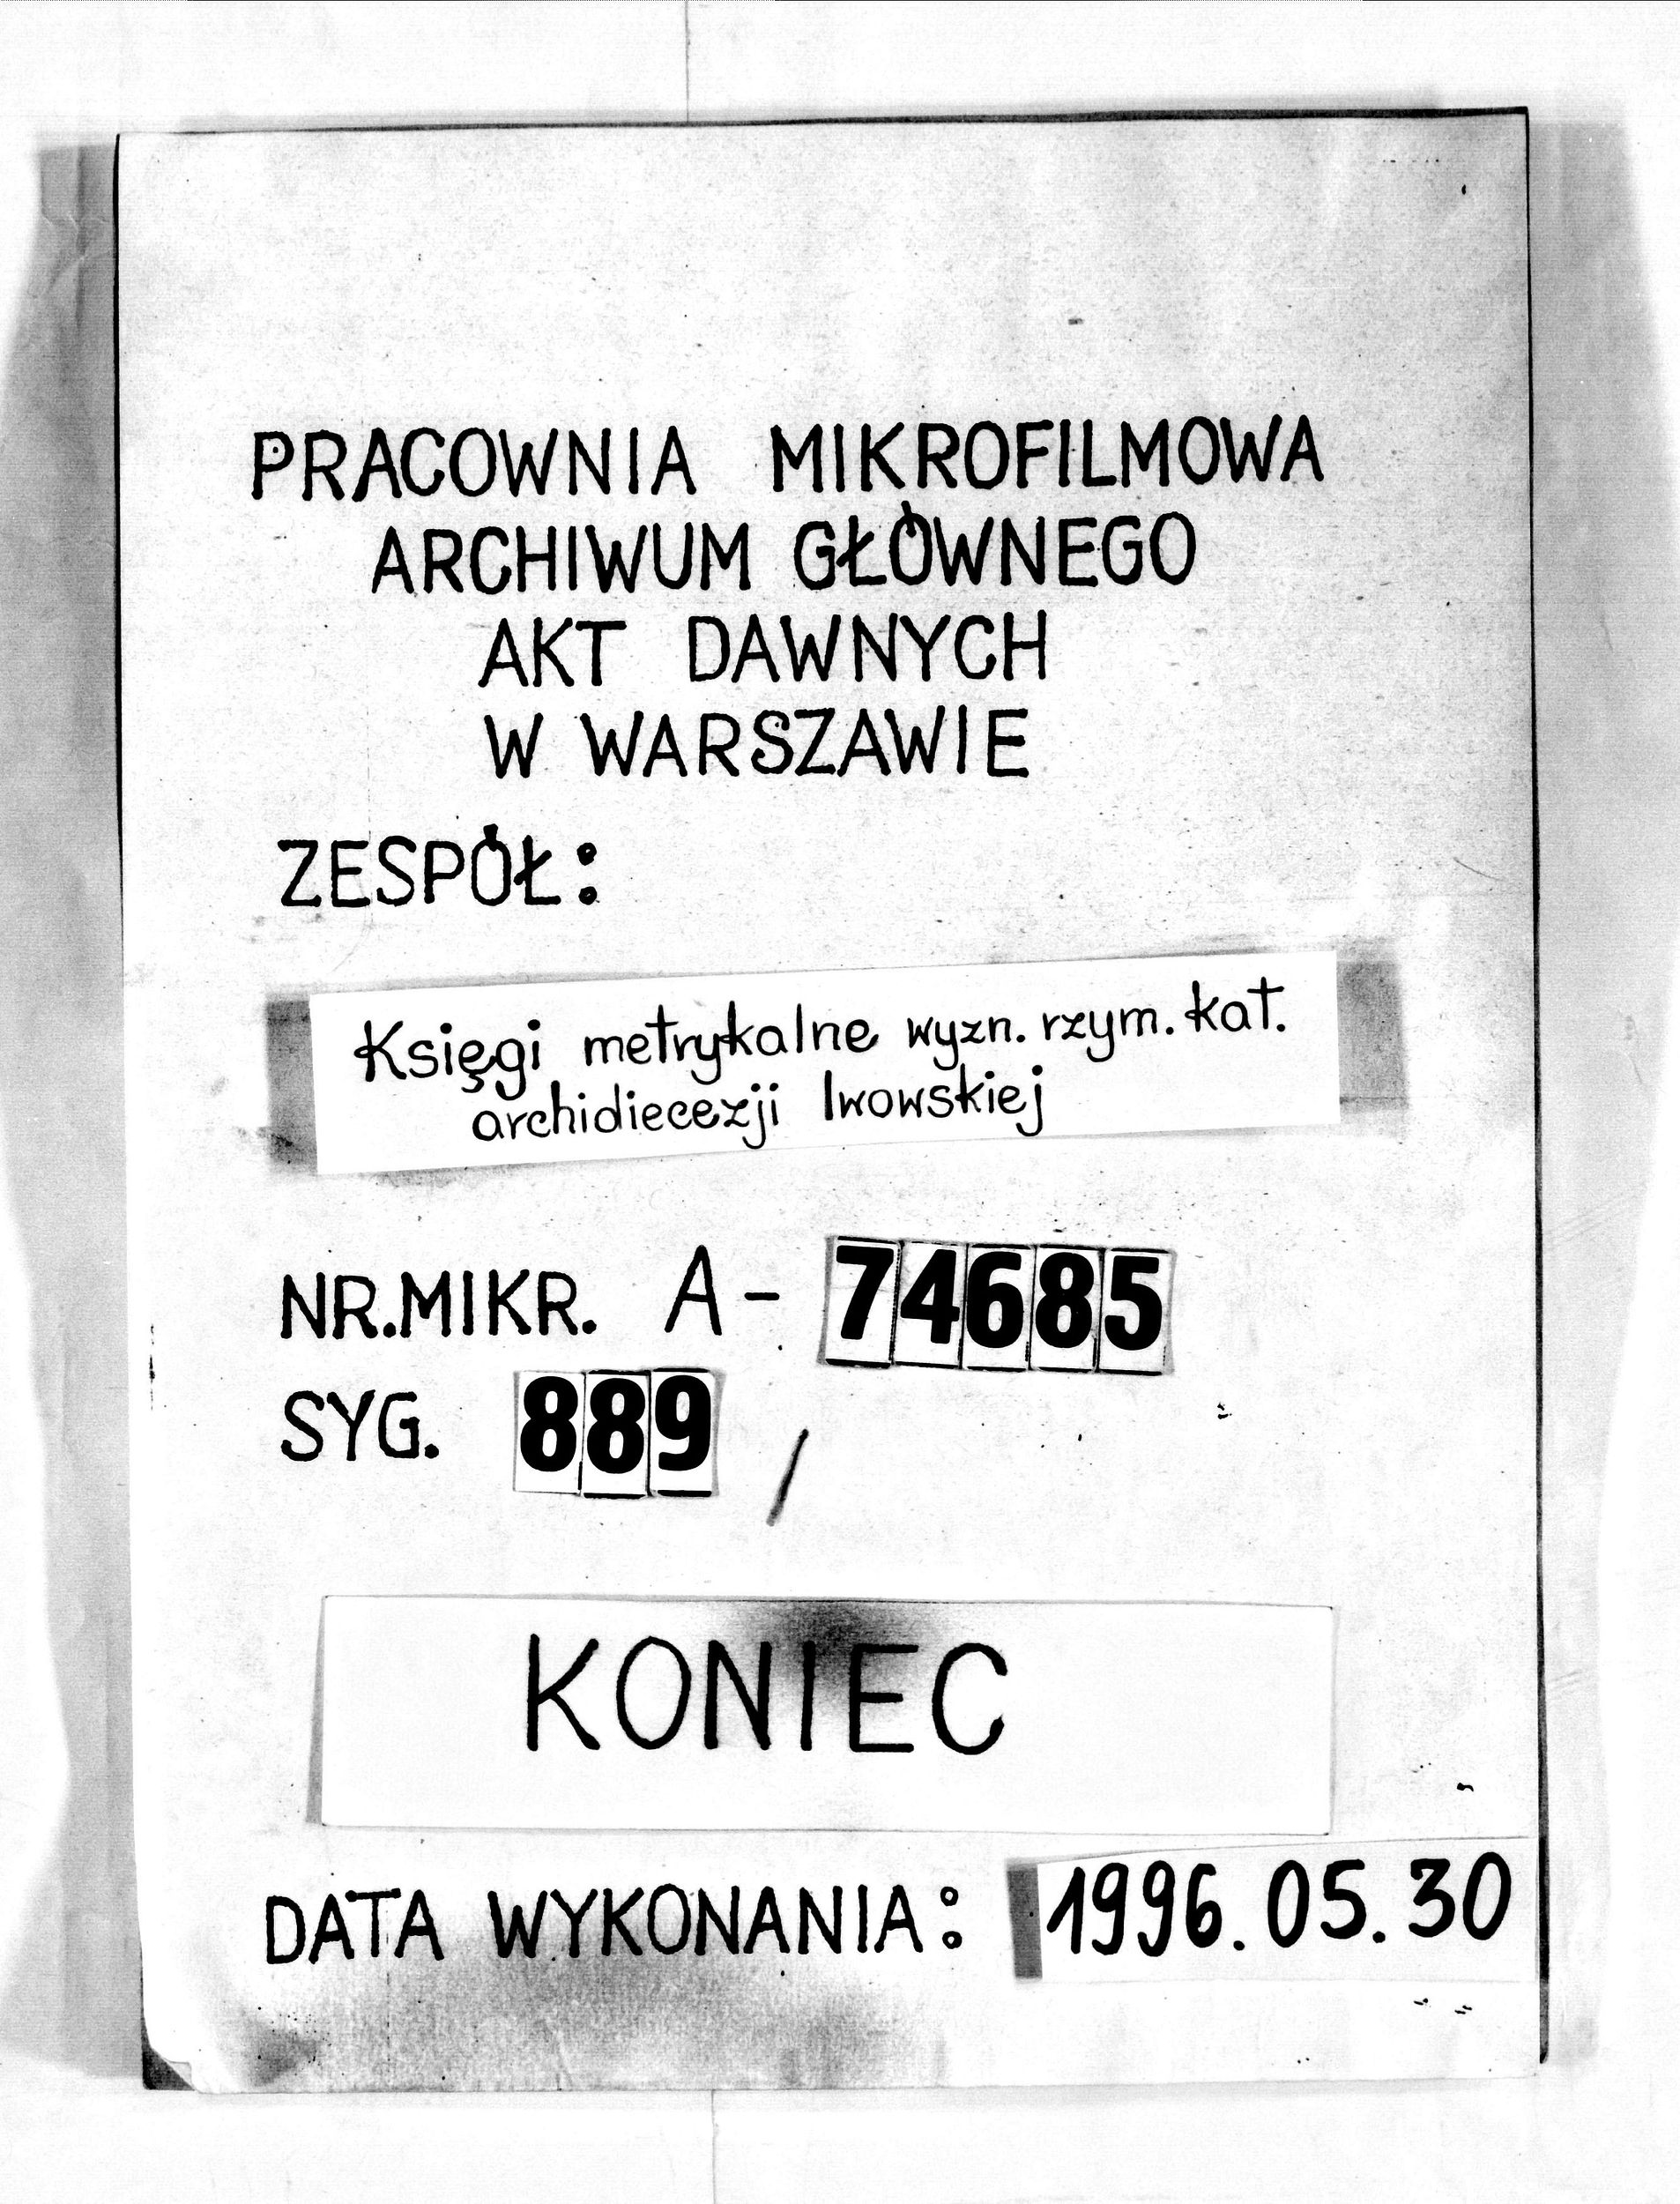 PRACOWNIA MIKROFILMOWA
ARCHIWUM GŁÓWNEGO
AKT DAWNYCH
W WARSZAWIE
ZESPÓŁ:
Księgi metrykalne wyzn. rzym. kat.
archidiecezji lwowskiej
NR.MIKR. A- 74685
SYG. 889 /
KONIEC
DATA WYKONANIA: 1996.05.30